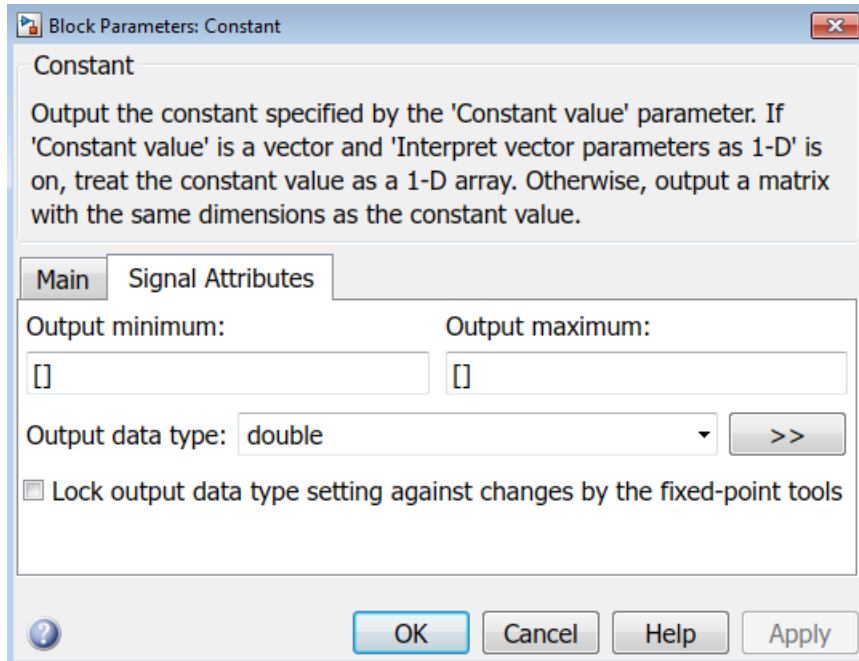 Block Parameters: Constant
Constant
Output the constant specified by the 'Constant value' parameter. If
'Constant value' is a vector and 'Interpret vector parameters as 1-D' is
on, treat the constant value as a 1-D array. Otherwise, output a matrix
with the same dimensions as the constant value.
Main Signal Attributes
Output minimum: Output maximum:
[] []
Output data type: double >>
Lock output data type setting against changes by the fixed-point tools
OK Cancel Help Apply